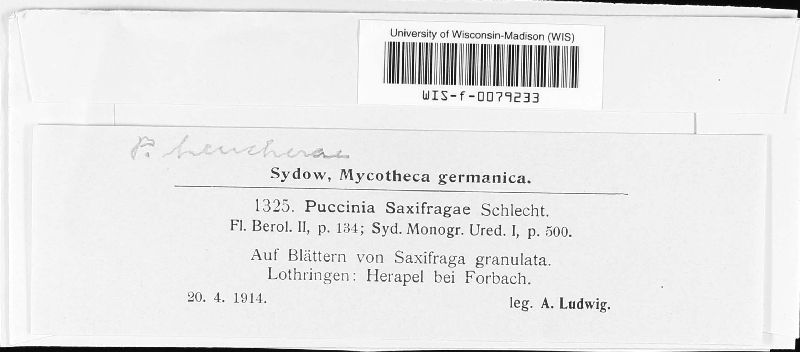 University of Wisconsin-Madison (WIS)
WIS-f-0079233
P. heucherae
Sydow, Mycotheca germanica.
1325. Puccinia Saxifragae Schlecht.
Fl. Berol. II, p. 134; Syd. Monogr. Ured. I, p. 500.
Auf Blättern von Saxifraga granulata.
Lothringen: Herapel bei Forbach.
20. 4. 1914. leg. A. Ludwig.